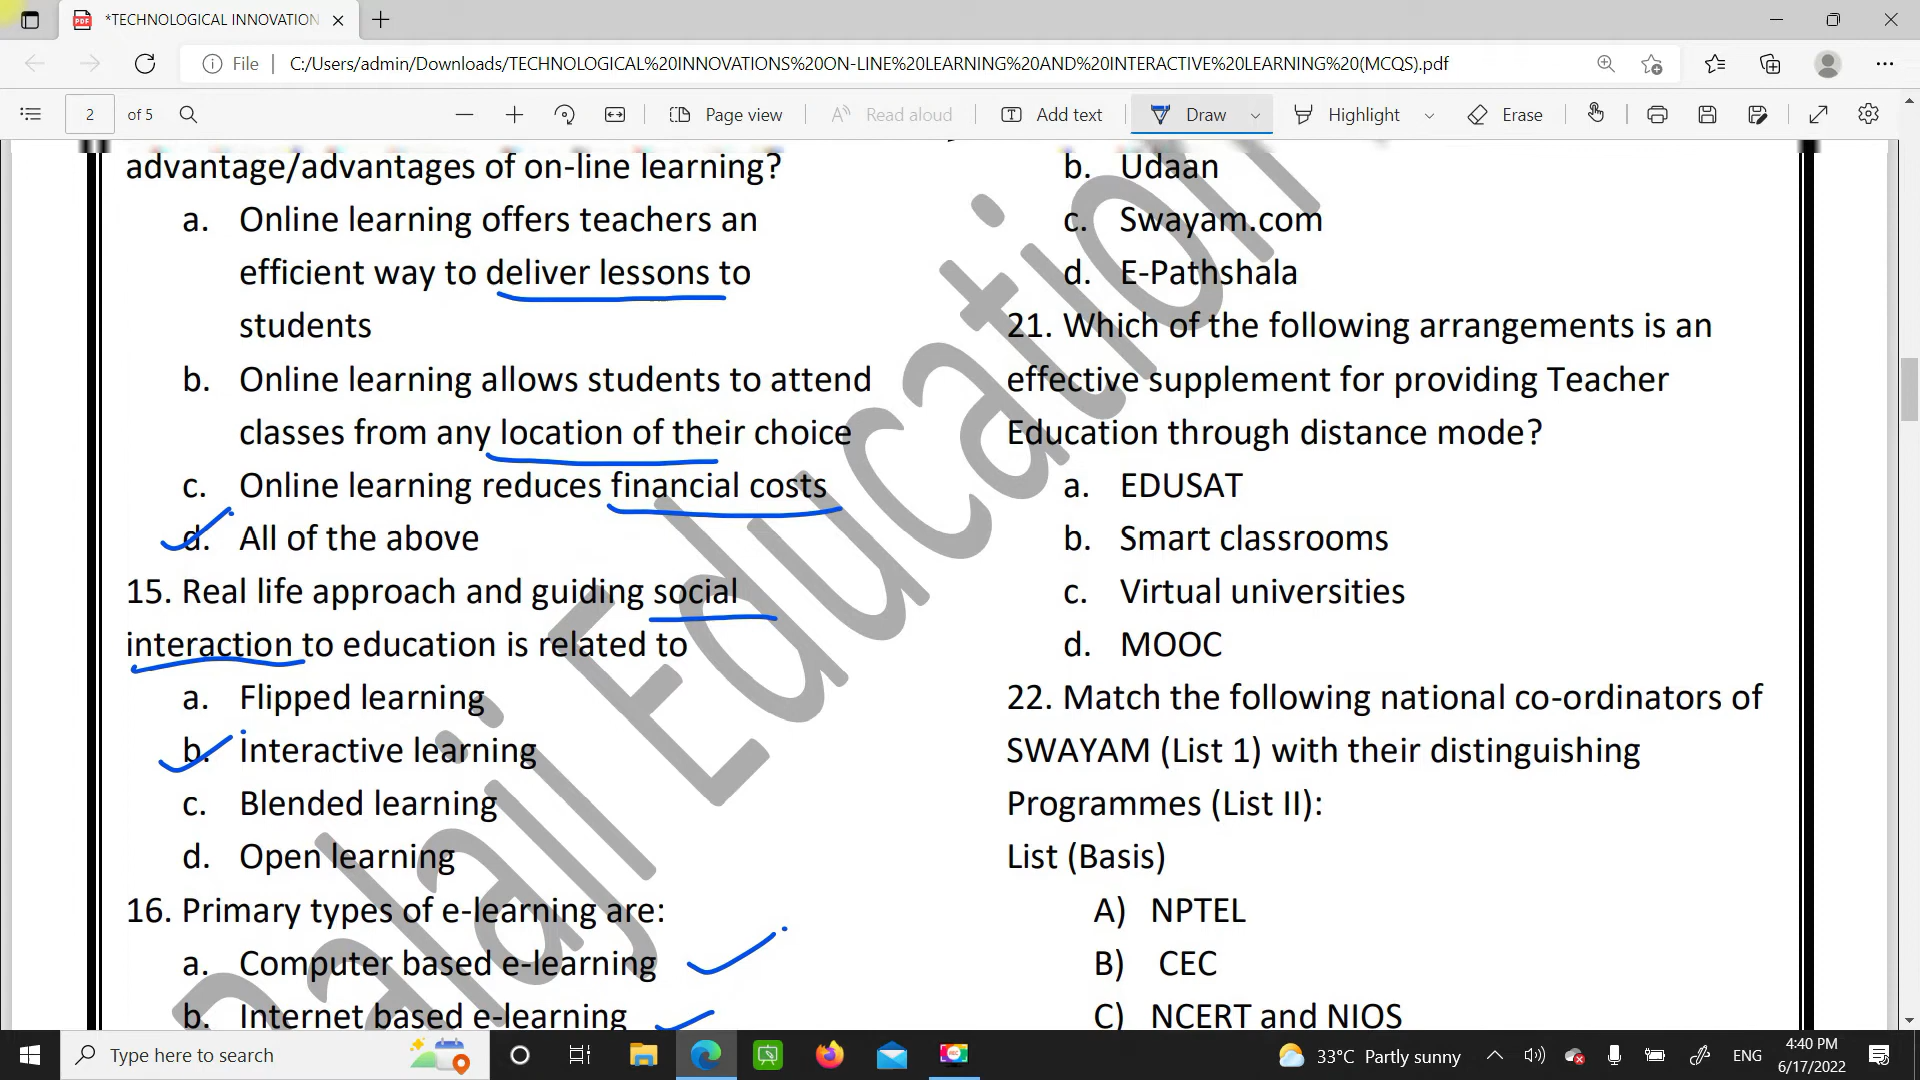 *TECHNOLOGICAL INNOVATION
File
C:/Users/admin/Downloads/TECHNOLOGICAL%20INNOVATIONS%20ON-LINE%20LEARNING%20AND%20INTERACTIVE%20LEARNING%20(MCQS).pdf
2 of 5
Page view
Read aloud
Add text
Draw
Highlight
Erase
advantage/advantages of on-line learning?
a. Online learning offers teachers an
efficient way to deliver lessons to
students
b. Online learning allows students to attend
classes from any location of their choice
c. Online learning reduces financial costs
d. All of the above
15. Real life approach and guiding social
interaction to education is related to
a. Flipped learning
b. Interactive learning
c. Blended learning
d. Open learning
16. Primary types of e-learning are:
a. Computer based e-learning
b. Internet based e-learning
b. Udaan
c. Swayam.com
d. E-Pathshala
21. Which of the following arrangements is an
effective supplement for providing Teacher
Education through distance mode?
a. EDUSAT
b. Smart classrooms
c. Virtual universities
d. MOOC
22. Match the following national co-ordinators of
SWAYAM (List 1) with their distinguishing
Programmes (List II):
List (Basis)
A) NPTEL
B) CEC
C) NCERT and NIOS
Balaji Education
Type here to search
33°C Partly sunny
ENG
4:40 PM
6/17/2022